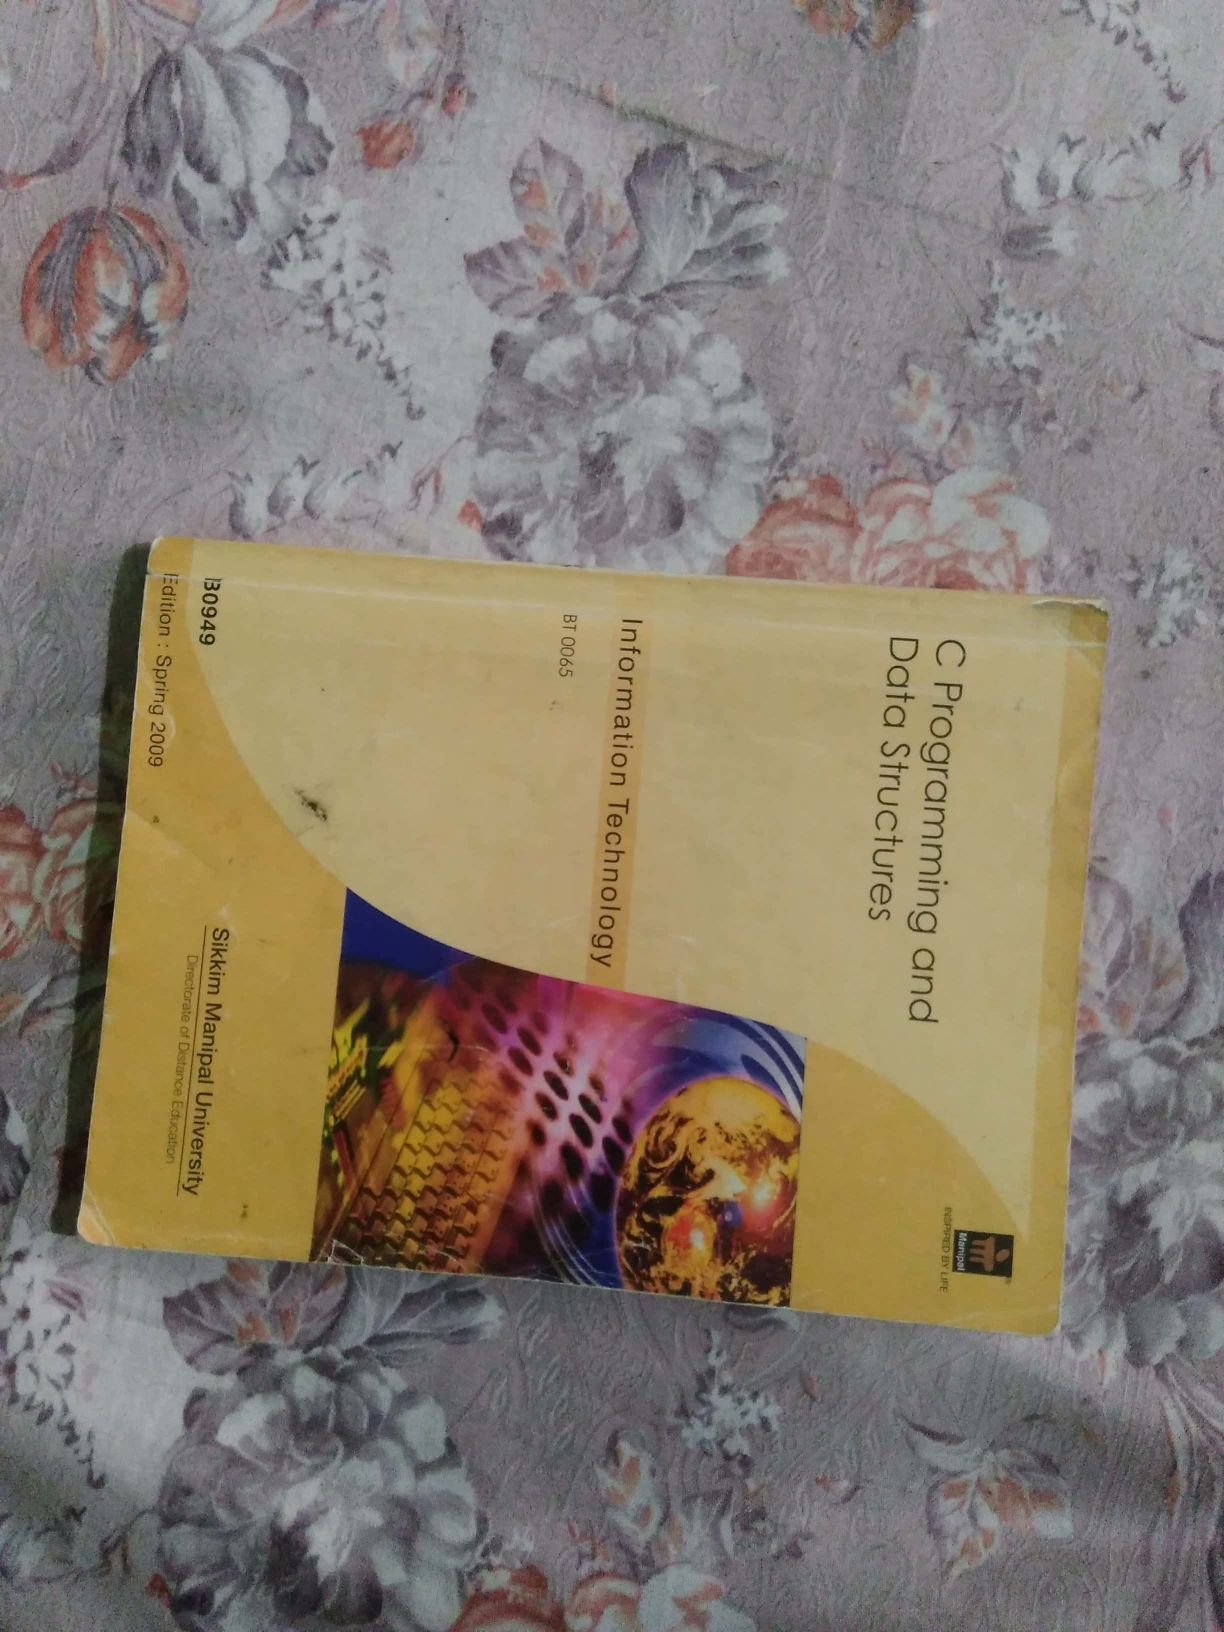 C Programming and
Data Structures
Manipal
INSPIRED BY LIFE
Information Technology
BT 0065
B0949
Edition : Spring 2009
Sikkim Manipal University
Directorate of Distance Education